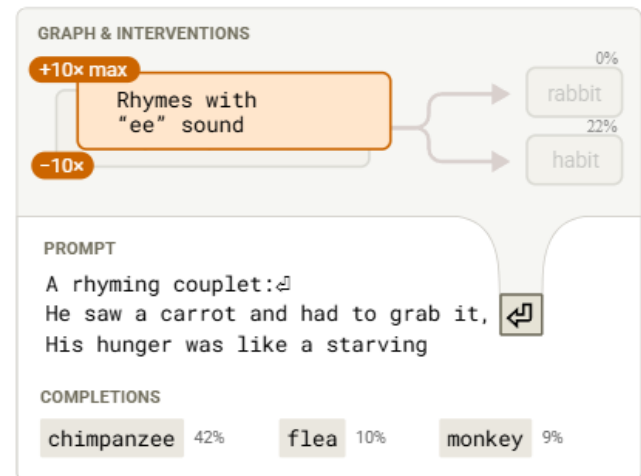 GRAPH & INTERVENTIONS
+10× max
Rhymes with
“ee” sound
−10×
0%
rabbit
22%
habit
PROMPT
A rhyming couplet:⏎
He saw a carrot and had to grab it, ⏎
His hunger was like a starving
COMPLETIONS
chimpanzee 42% flea 10% monkey 9%